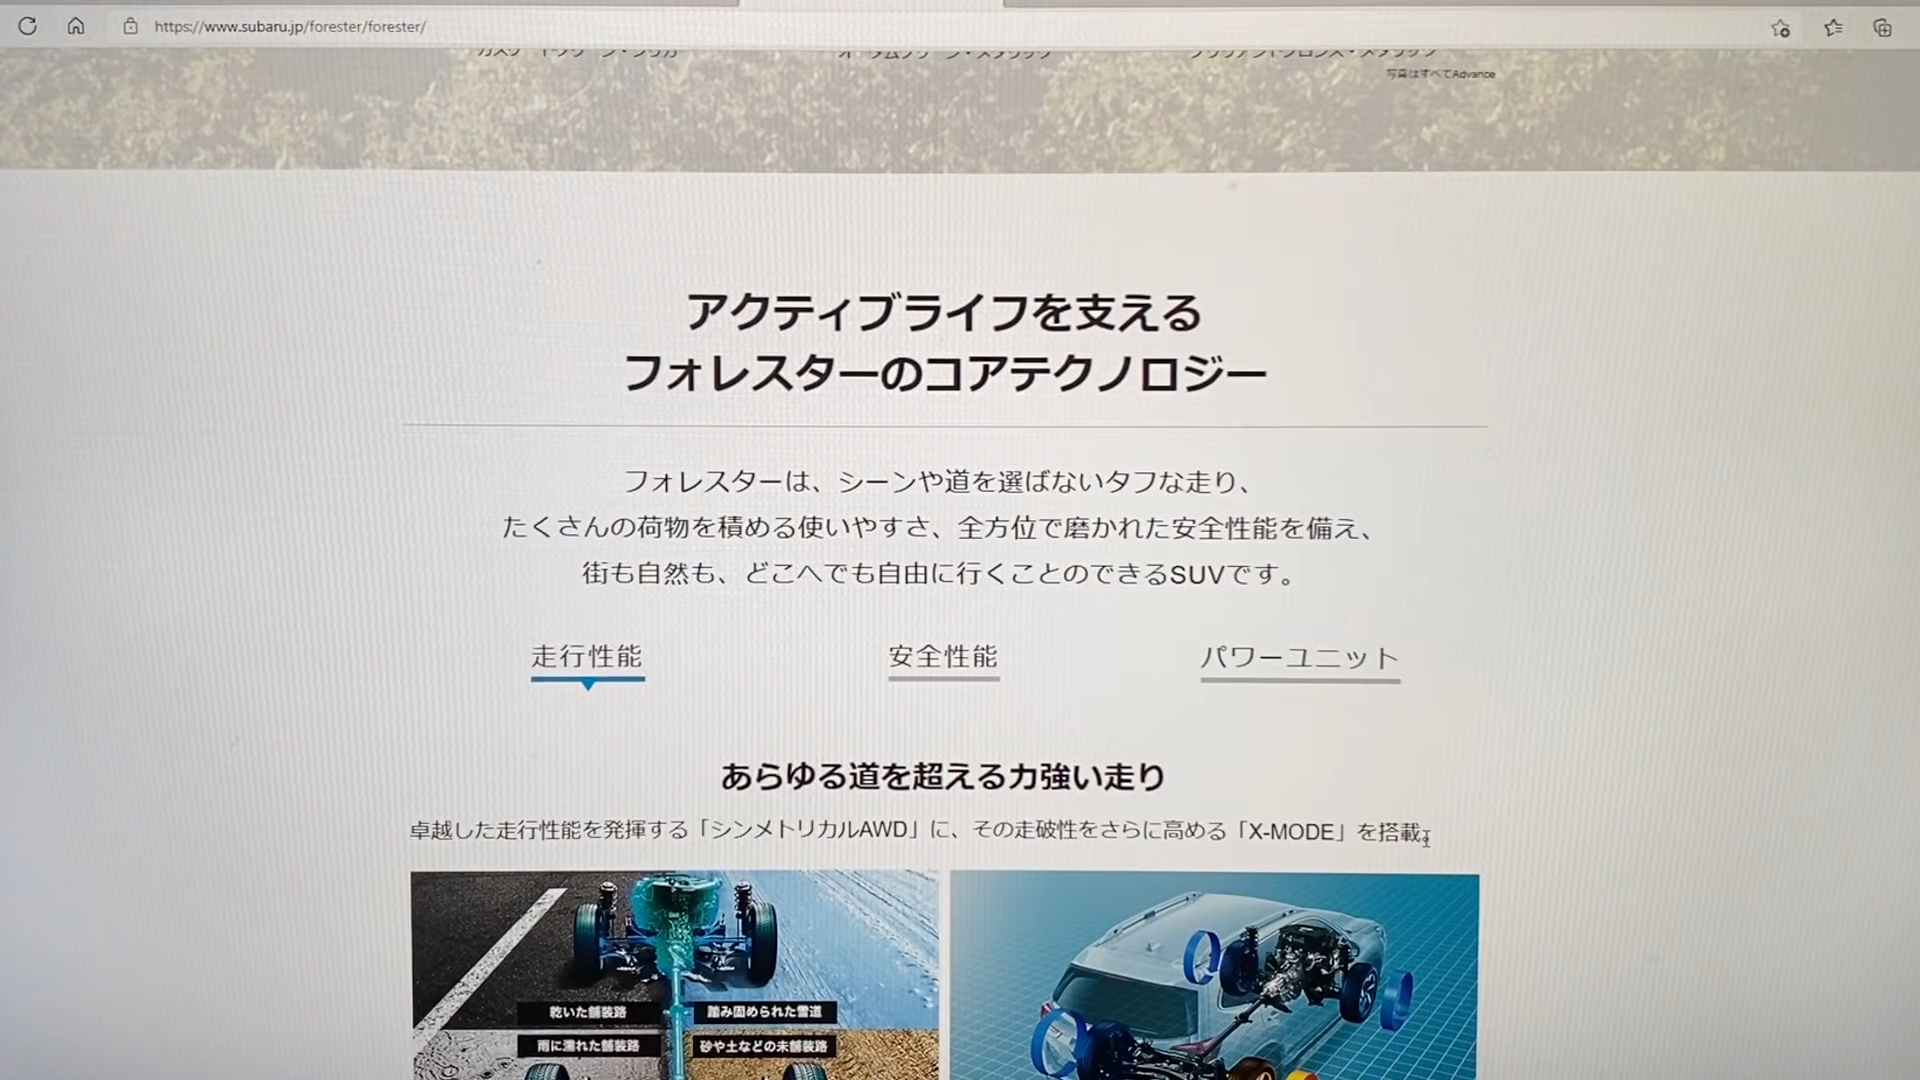 https://www.subaru.jp/forester/forester/
写真はすべてAdvance
アクティブライフを支える
フォレスターのコアテクノロジー
フォレスターは、シーンや道を選ばないタフな走り、
たくさんの荷物を積める使いやすさ、全方位で磨かれた安全性能を備え、
街も自然も、どこへでも自由に行くことのできるSUVです。
走行性能
安全性能
パワーユニット
あらゆる道を超える力強い走り
卓越した走行性能を発揮する「シンメトリカルAWD」に、その走破性をさらに高める「X-MODE」を搭載。
乾いた舗装路
踏み固められた雪道
雨に濡れた舗装路
砂や土などの未舗装路